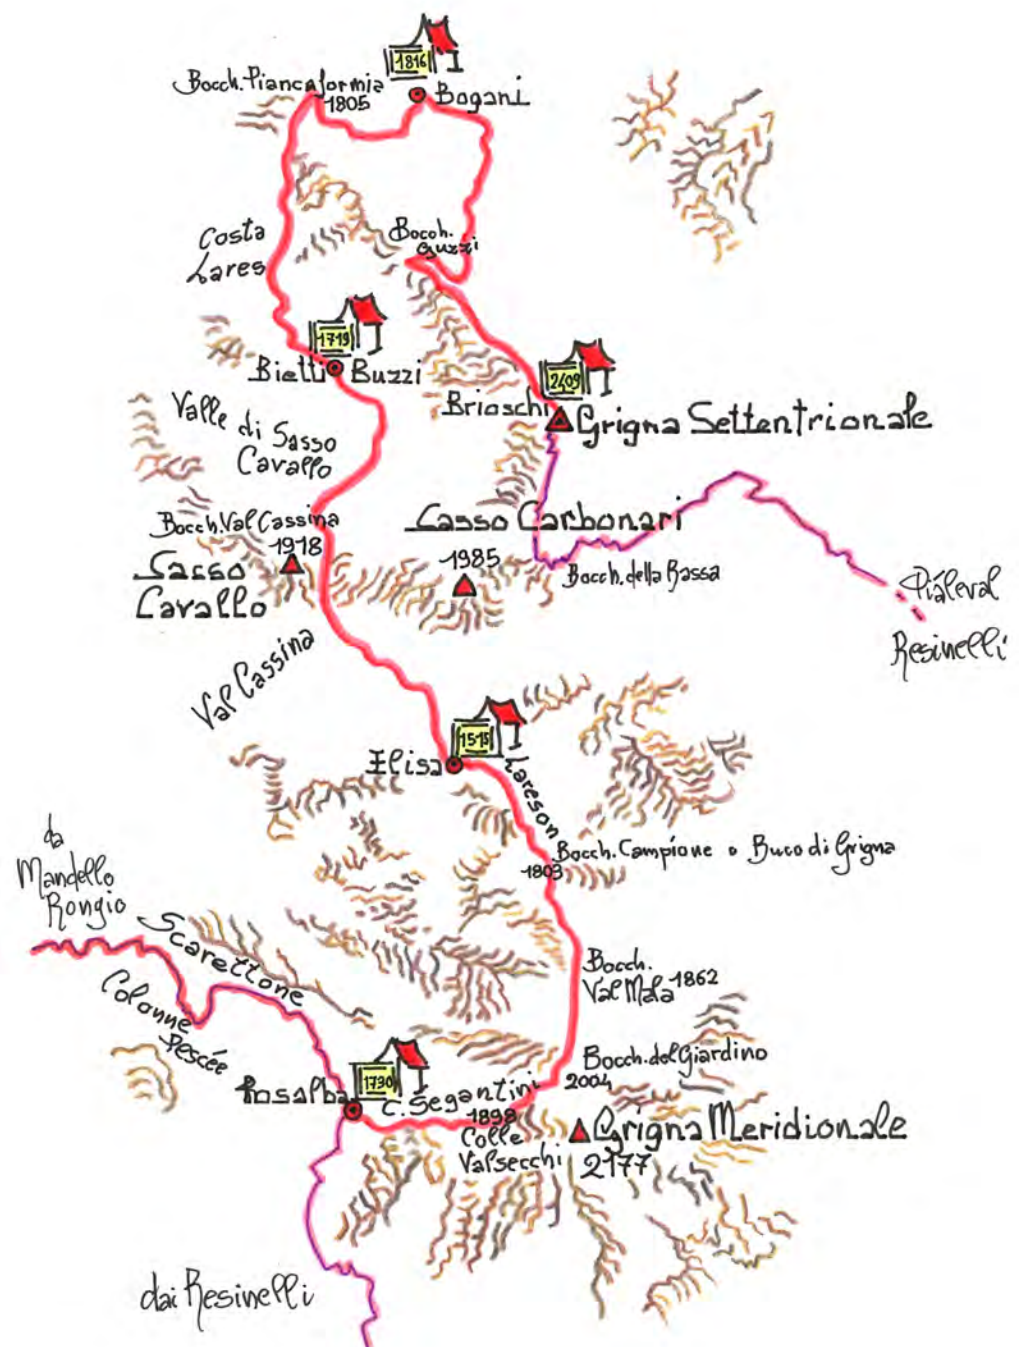 1816
Bocch. Piancaformia
1805
Bogani
Costa
Lares
Bocch.
Guzzi
1719
Bietti Buzzi
2409
Brioschi
Grigna Settentrionale
Valle di Sasso
Cavallo
Bocch. Val Cassina
1918
Sasso
Cavallo
Casso Carbonari
1985
Bocch. della Bassa
Piáleval
Resinelli
Val Cassina
1515
Elisa
Lareson
Bocch. Campione o Buco di Grigna
1803
da
Mandello
Rongio
Scarettone
Colonne
Pescée
Bocch.
Val Mala 1862
Bocch. del Giardino
2004
1730
Rosalba
C. Segantini
1898
Colle
Valsecchi
Grigna Meridionale
2177
dai Resinelli